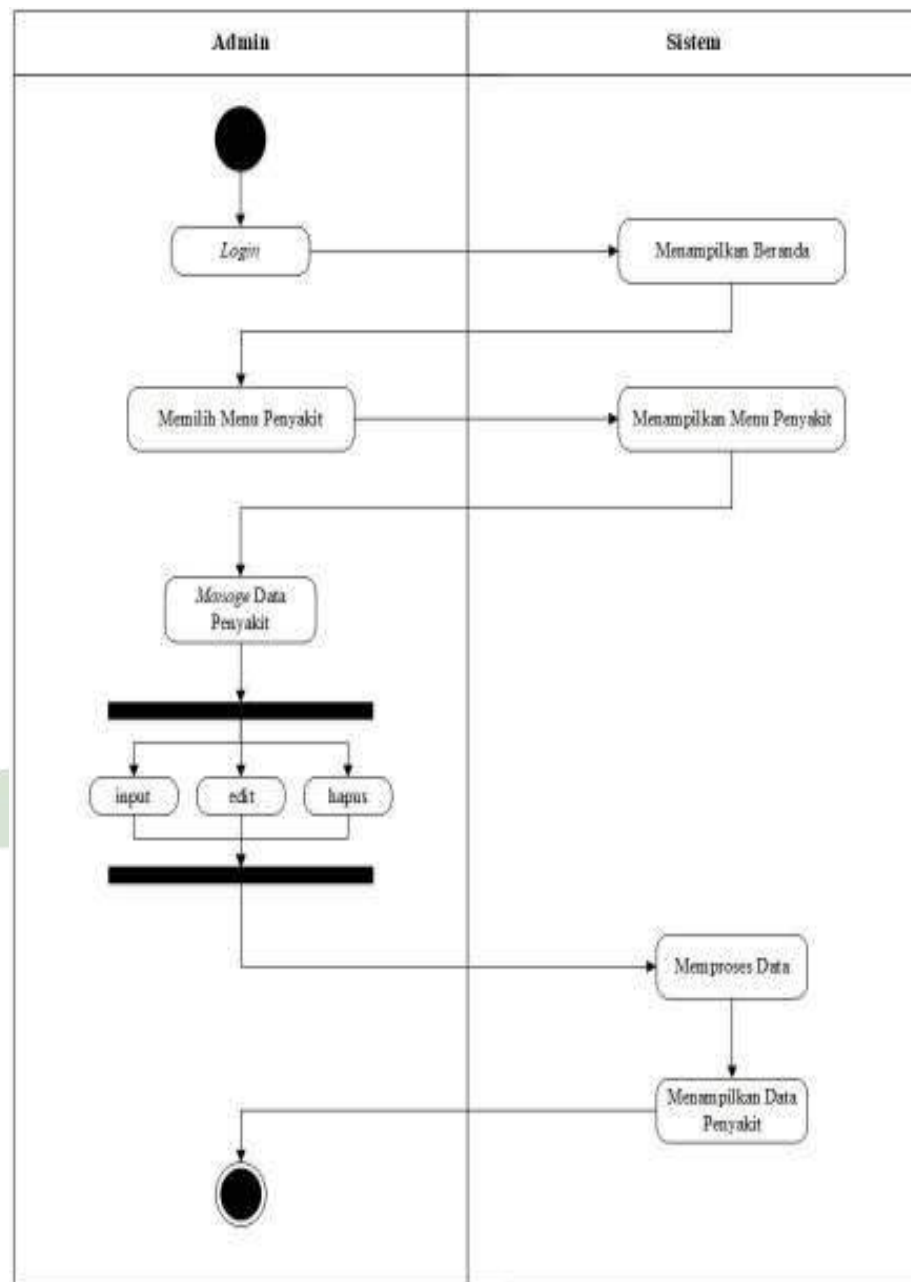 Admin
Sistem
Login
Menampilkan Beranda
Memilih Menu Penyakit
Menampilkan Menu Penyakit
Manage Data
Penyakit
input
edit
hapus
Memproses Data
Menampilkan Data
Penyakit